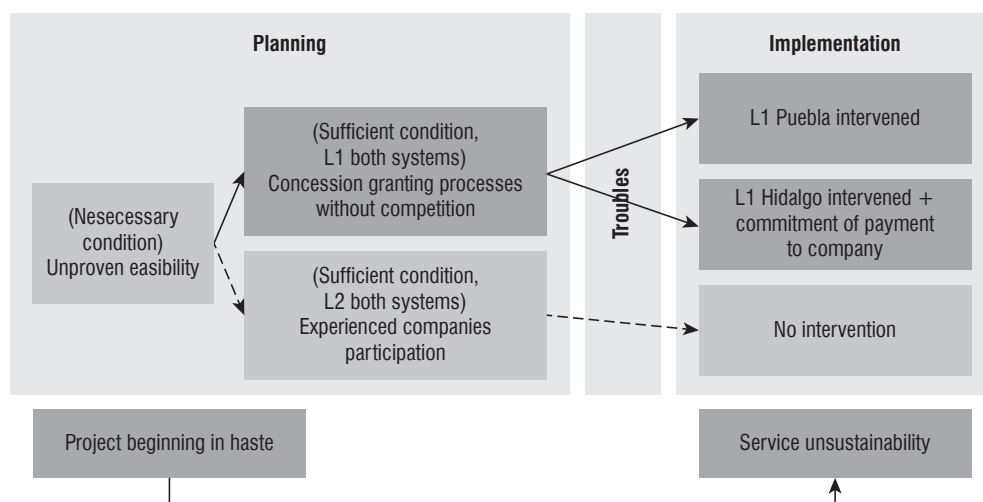 Planning
Implementation
(Sufficient condition,
L1 both systems)
Concession granting processes
without competition
L1 Puebla intervened
(Nesecessary
condition)
Unproven easibility
Troubles
L1 Hidalgo intervened +
commitment of payment
to company
(Sufficient condition,
L2 both systems)
Experienced companies
participation
No intervention
Project beginning in haste
Service unsustainability